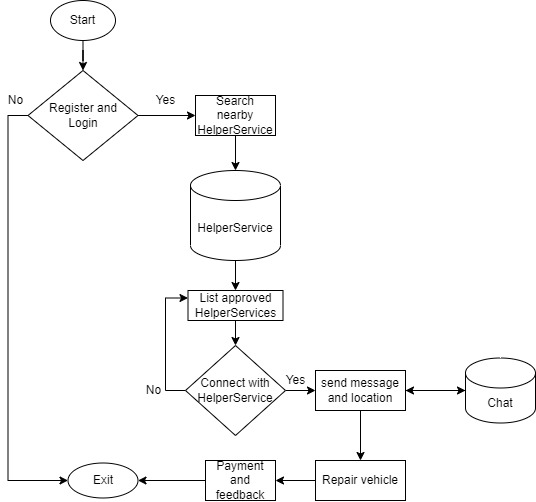 Start
No
Register and
Login
Yes
Search
nearby
HelperService
HelperService
List approved
HelperServices
No
Connect with
HelperService
Yes
send message
and location
Chat
Exit
Payment
and
feedback
Repair vehicle